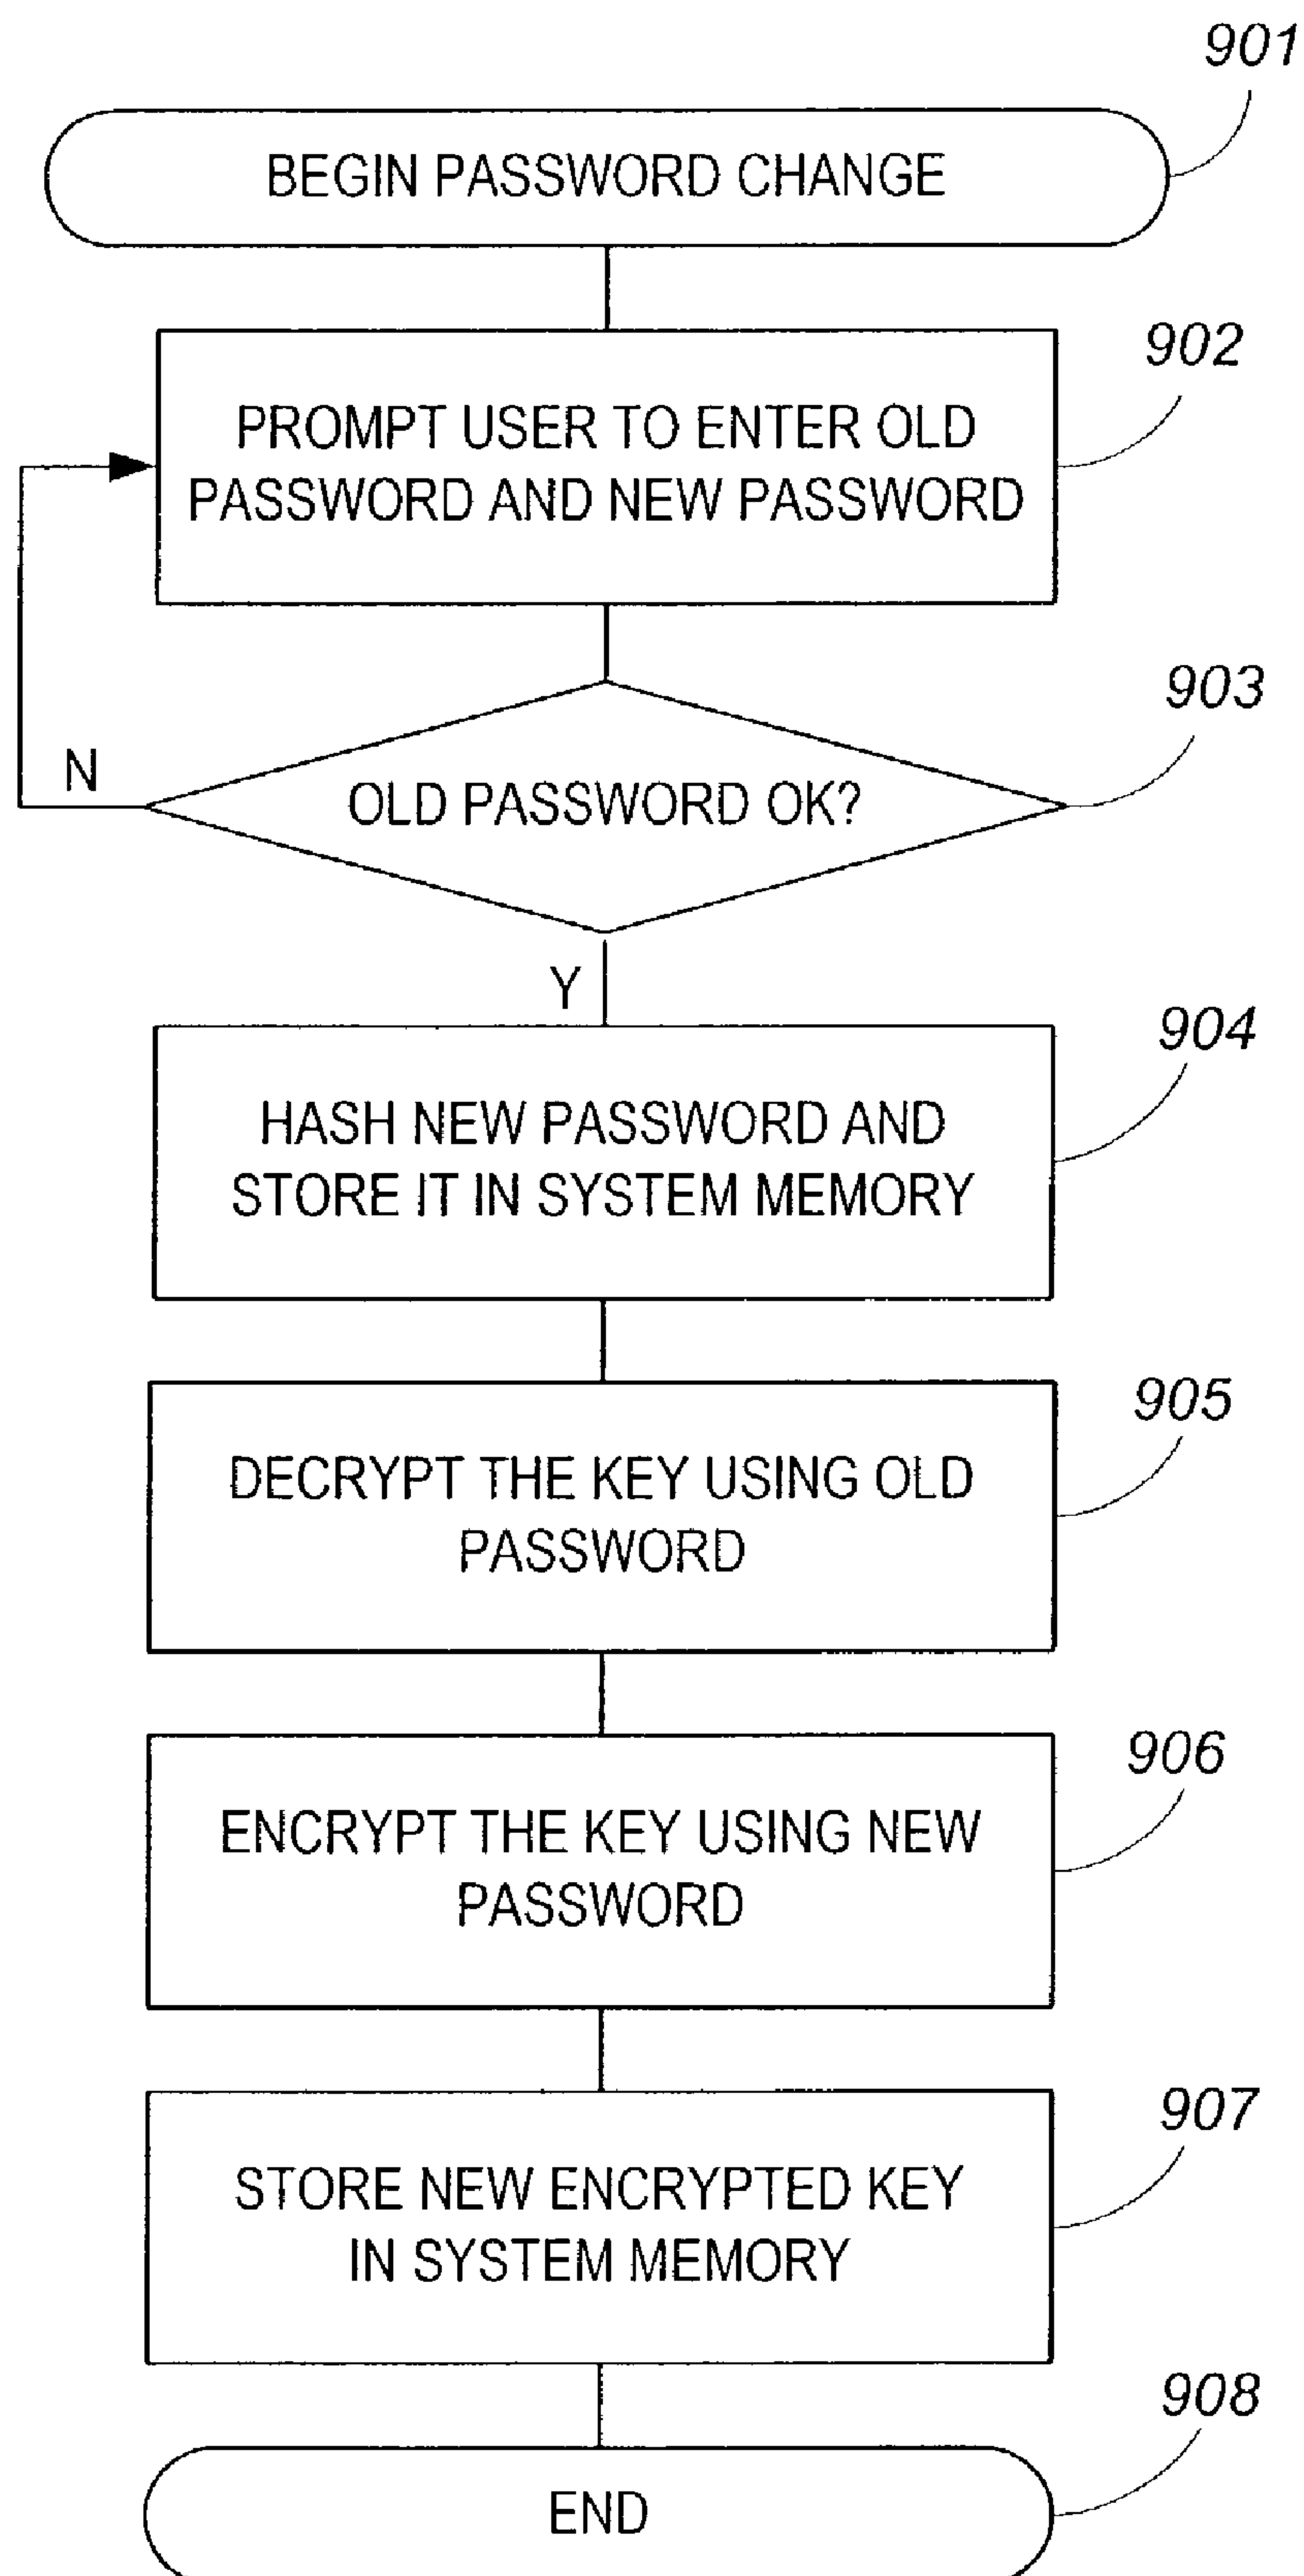 901
BEGIN PASSWORD CHANGE
902
PROMPT USER TO ENTER OLD
PASSWORD AND NEW PASSWORD
903
N
OLD PASSWORD OK?
Y
904
HASH NEW PASSWORD AND
STORE IT IN SYSTEM MEMORY
905
DECRYPT THE KEY USING OLD
PASSWORD
906
ENCRYPT THE KEY USING NEW
PASSWORD
907
STORE NEW ENCRYPTED KEY
IN SYSTEM MEMORY
908
END